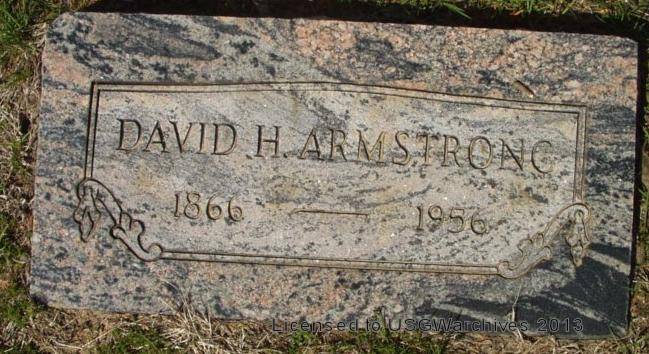 DAVID H. ARMSTRONG
1866 — 1956
Licensed to USGWarchives 2013